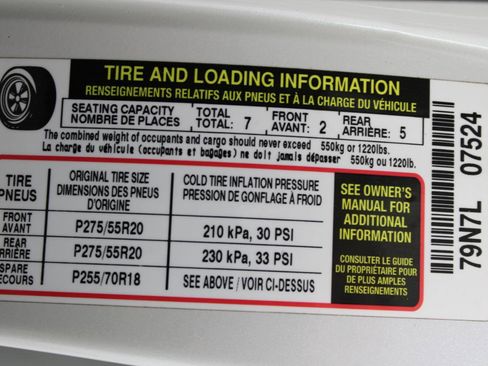 TIRE AND LOADING INFORMATION
RENSEIGNEMENTS RELATIFS AUX PNEUS ET À LA CHARGE DU VÉHICULE
SEATING CAPACITY TOTAL 7 FRONT 2 REAR 5
NOMBRE DE PLACES TOTAL: AVANT: ARRIÈRE:
The combined weight of occupants and cargo should never exceed 550kg or 1220lbs.
La charge du véhicule (occupants et bagages) ne doit jamais dépasser 550kg ou 1220lb.
TIRE ORIGINAL TIRE SIZE COLD TIRE INFLATION PRESSURE
PNEUS DIMENSIONS DES PNEUS D'ORIGINE PRESSION DE GONFLAGE À FROID
FRONT
AVANT P275/55R20 210 kPa, 30 PSI
REAR
P275/55R20 230 kPa, 33 PSI
P255/70R18 SEE ABOVE / VOIR CI-DESSUS
SEE OWNER'S
MANUAL FOR
ADDITIONAL
INFORMATION
CONSULTER LE GUIDE
DU PROPRIÉTAIRE POUR
DE PLUS AMPLES
RENSEIGNEMENTS
79N7L 07524